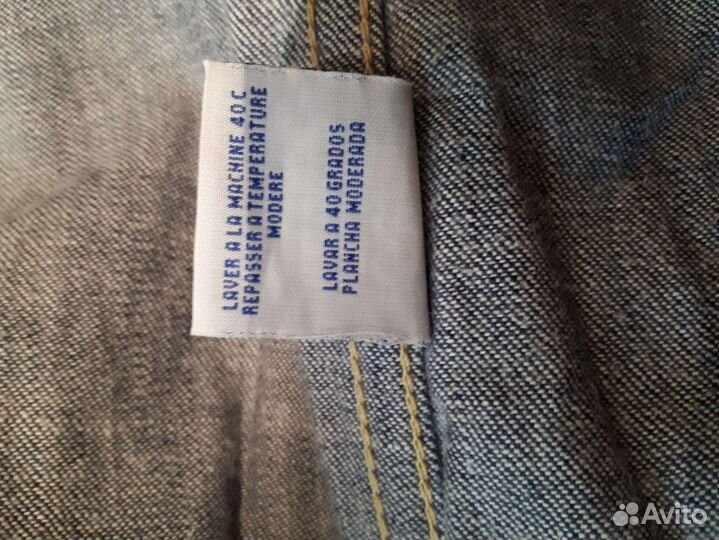 LAVER A LA MACHINE 40 C
REPASSER A TEMPERATURE
MODERE
LAVAR A 40 GRADOS
PLANCHA MODERADA
Avito